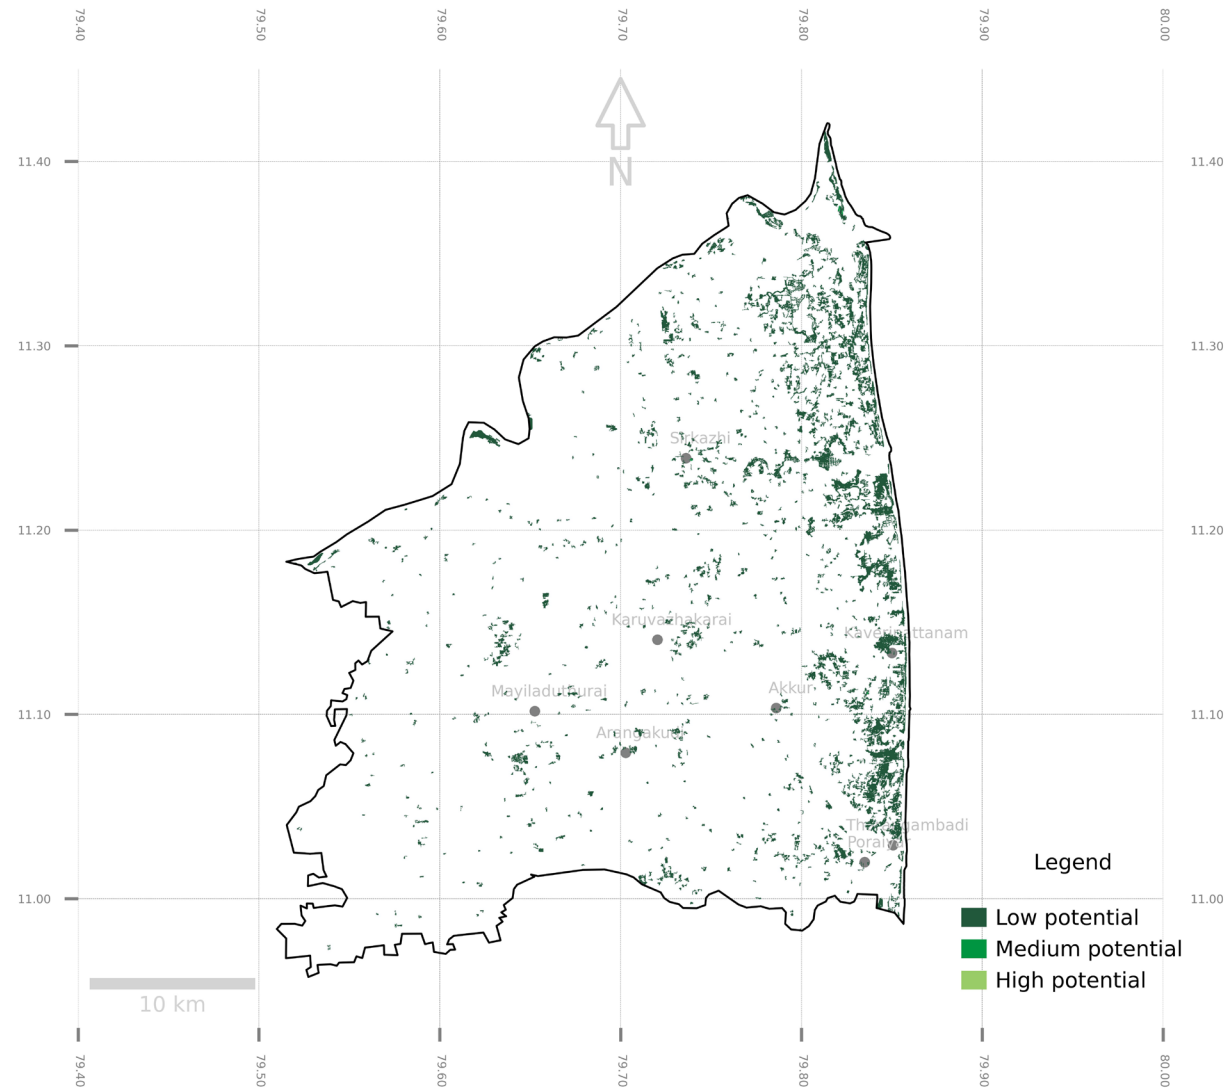 79.40 79.50 79.60 79.70 79.80 79.90 80.00
11.40 11.40
N
11.30 11.30
Sirkazhi
11.20 11.20
Karuvazhakarai
Kaveripattanam
Mayiladuthurai
Akkur
11.10 11.10
Tharangambadi
Poraiyar
Legend
11.00 11.00
Low potential
Medium potential
High potential
10 km
79.40 79.50 79.60 79.70 79.80 79.90 80.00